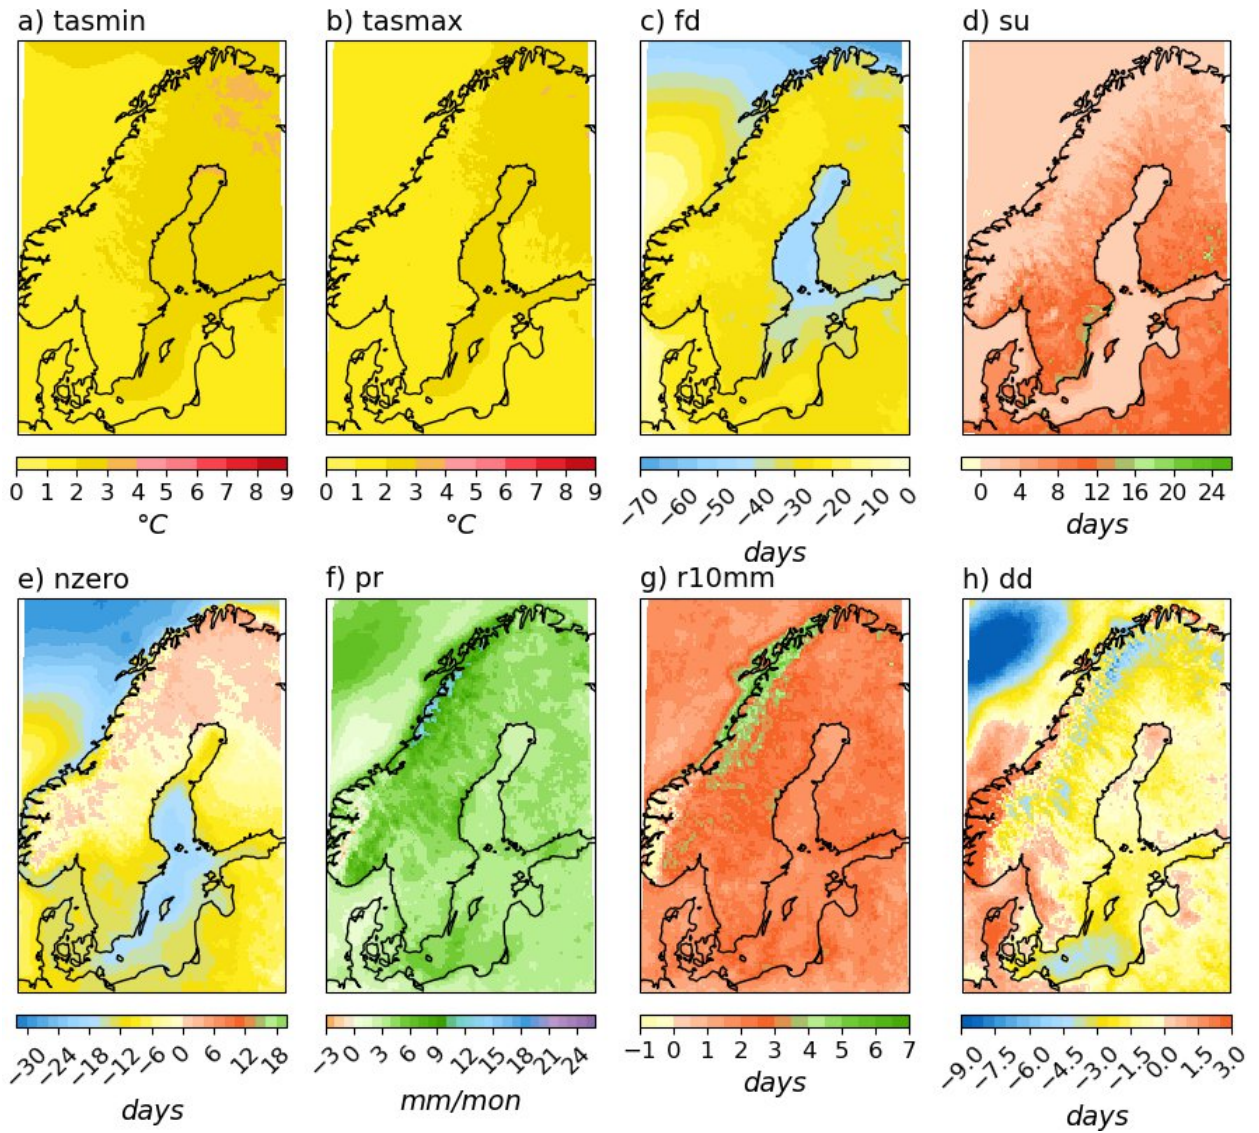 a) tasmin b) tasmax c) fd d) su
0 1 2 3 4 5 6 7 8 9 0 1 2 3 4 5 6 7 8 9 −70 −60 −50 −40 −30 −20 −10 0 0 4 8 12 16 20 24
°C °C days days
e) nzero f) pr g) r10mm h) dd
−30 −24 −18 −12 −6 0 6 12 18 −3 0 3 6 9 12 15 18 21 24 −1 0 1 2 3 4 5 6 7 −9.0 −7.5 −6.0 −4.5 −3.0 −1.5 0.0 1.5 3.0
days mm/mon days days